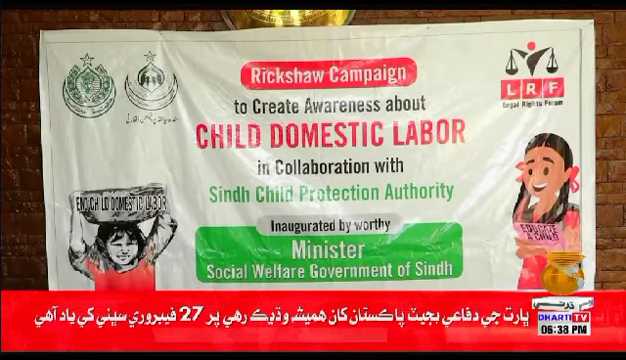 Rickshaw Campaign
to Create Awareness about
CHILD DOMESTIC LABOR
in Collaboration with
Sindh Child Protection Authority
Inaugurated by worthy
Minister
Social Welfare Government of Sindh
LRF
Legal Rights Forum
END CHILD DOMESTIC LABOR
EDUCATE
A CHILD
ڀارت جي دفاعي بجيٽ پاڪستان کان هميشه وڌيڪ رهي پر 27 فيبروري سڀني کي ياد آهي
DHARTI TV
06:38 PM